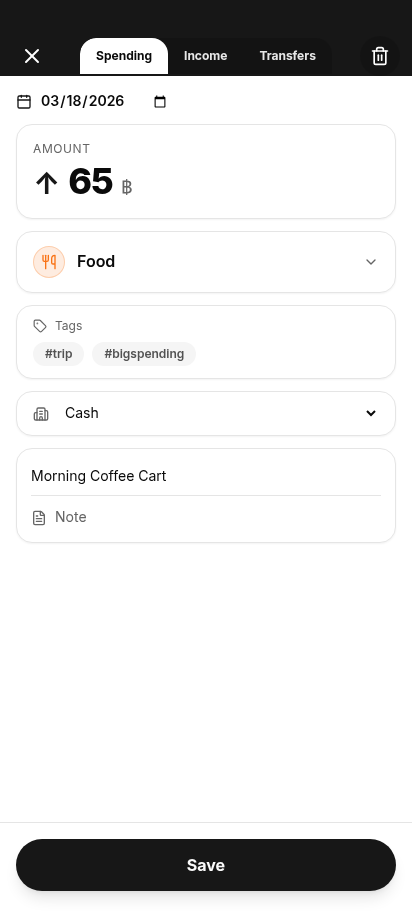 Spending Income Transfers
03/18/2026
AMOUNT
↑ 65 ฿
Food
Tags
#trip #bigspending
Cash
Morning Coffee Cart
Note
Save